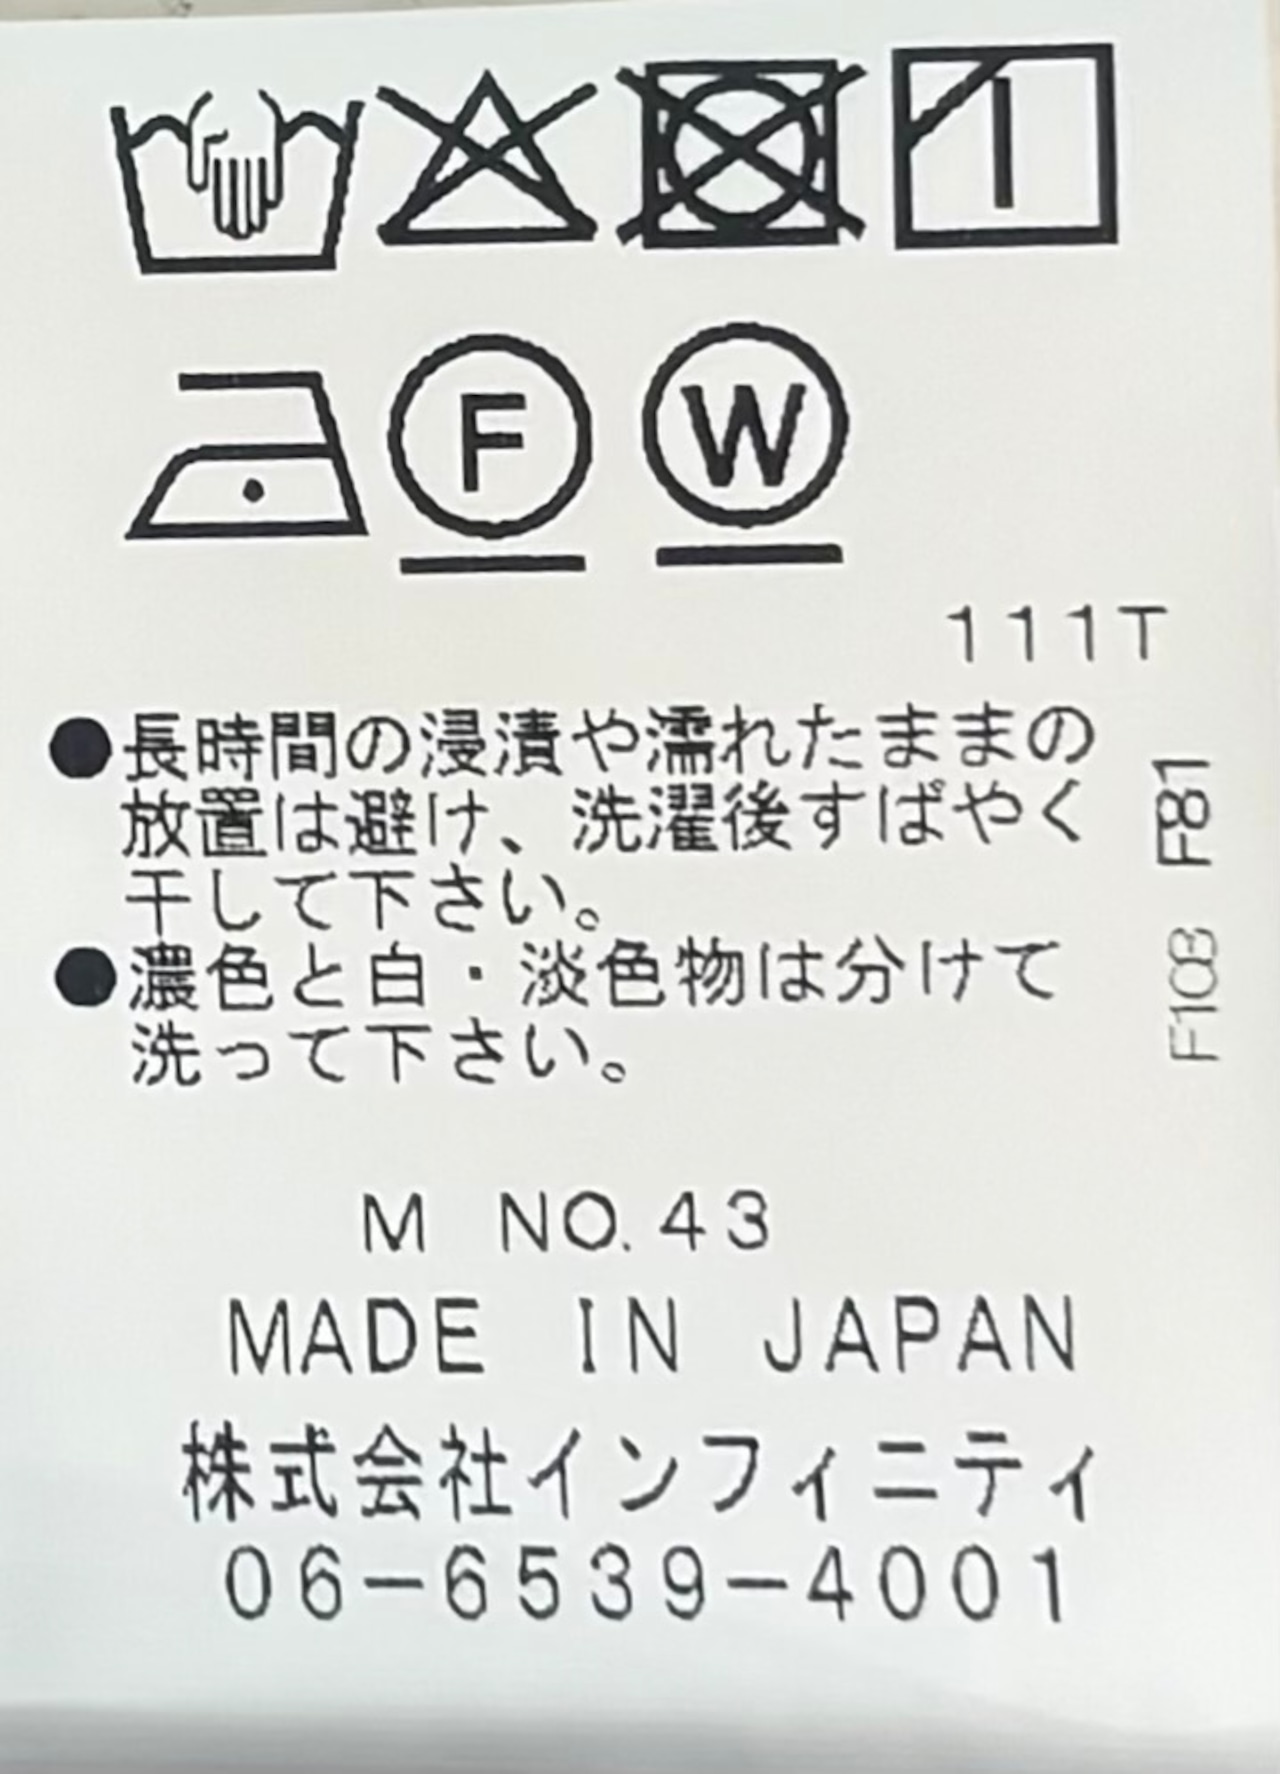 F
W
111T
●長時間の浸漬や濡れたままの
放置は避け、洗濯後すばやく
干して下さい。
●濃色と白・淡色物は分けて
洗って下さい。
F103 F81
M NO.43
MADE IN JAPAN
株式会社インフィニティ
06-6539-4001